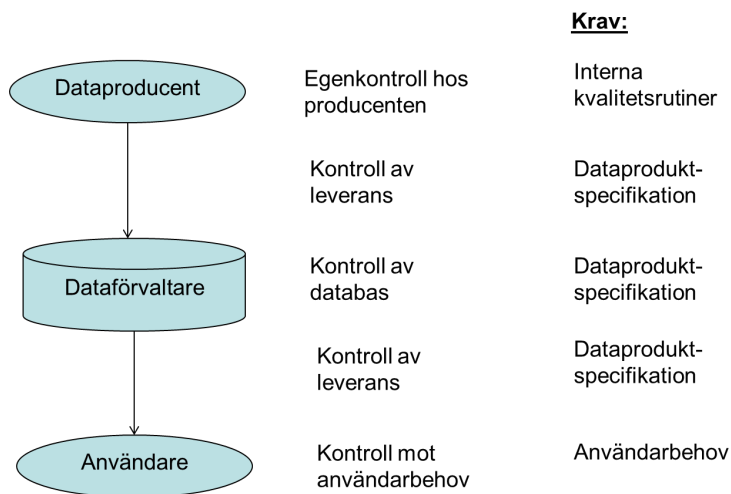 Krav:
Dataproducent
Egenkontroll hos
producenten
Interna
kvalitetsrutiner
Kontroll av
leverans
Dataprodukt-
specifikation
Dataförvaltare
Kontroll av
databas
Dataprodukt-
specifikation
Kontroll av
leverans
Dataprodukt-
specifikation
Användare
Kontroll mot
användarbehov
Användarbehov